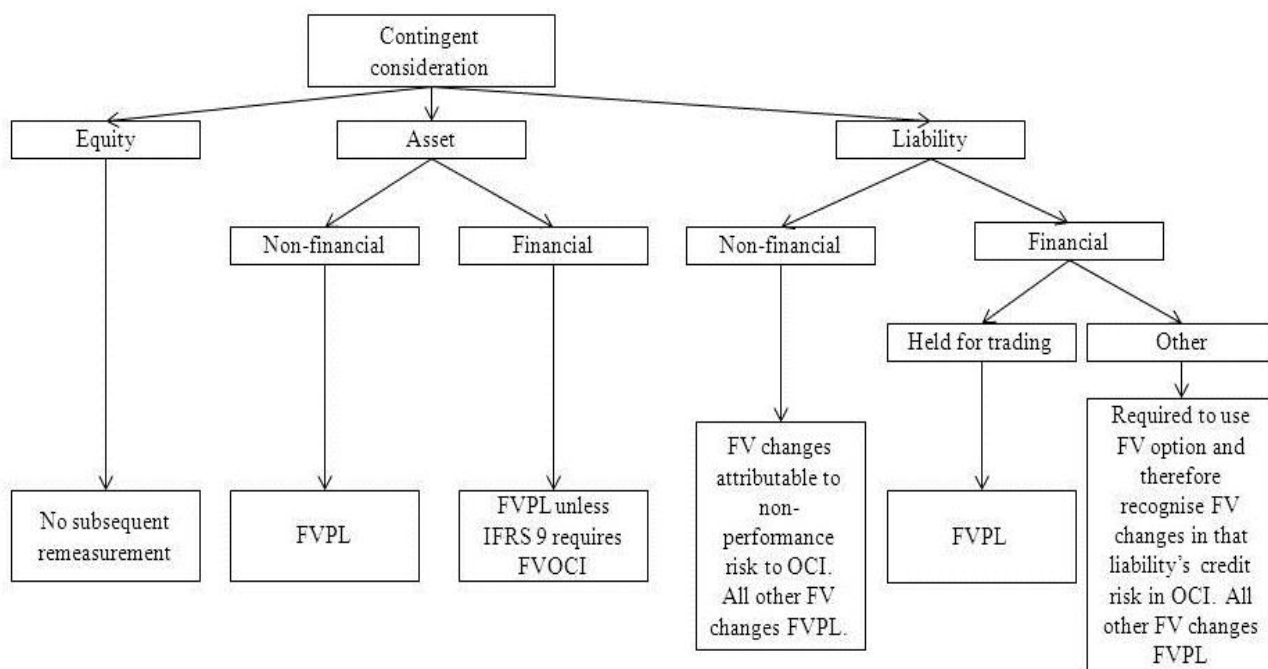 Contingent
consideration
Equity
Asset
Liability
Non-financial
Financial
Non-financial
Financial
Held for trading
Other
No subsequent
remeasurement
FVPL
FVPL unless
IFRS 9 requires
FVOCI
FV changes
attributable to
non-
performance
risk to OCI.
All other FV
changes FVPL.
FVPL
Required to use
FV option and
therefore
recognise FV
changes in that
liability's credit
risk in OCI. All
other FV changes
FVPL